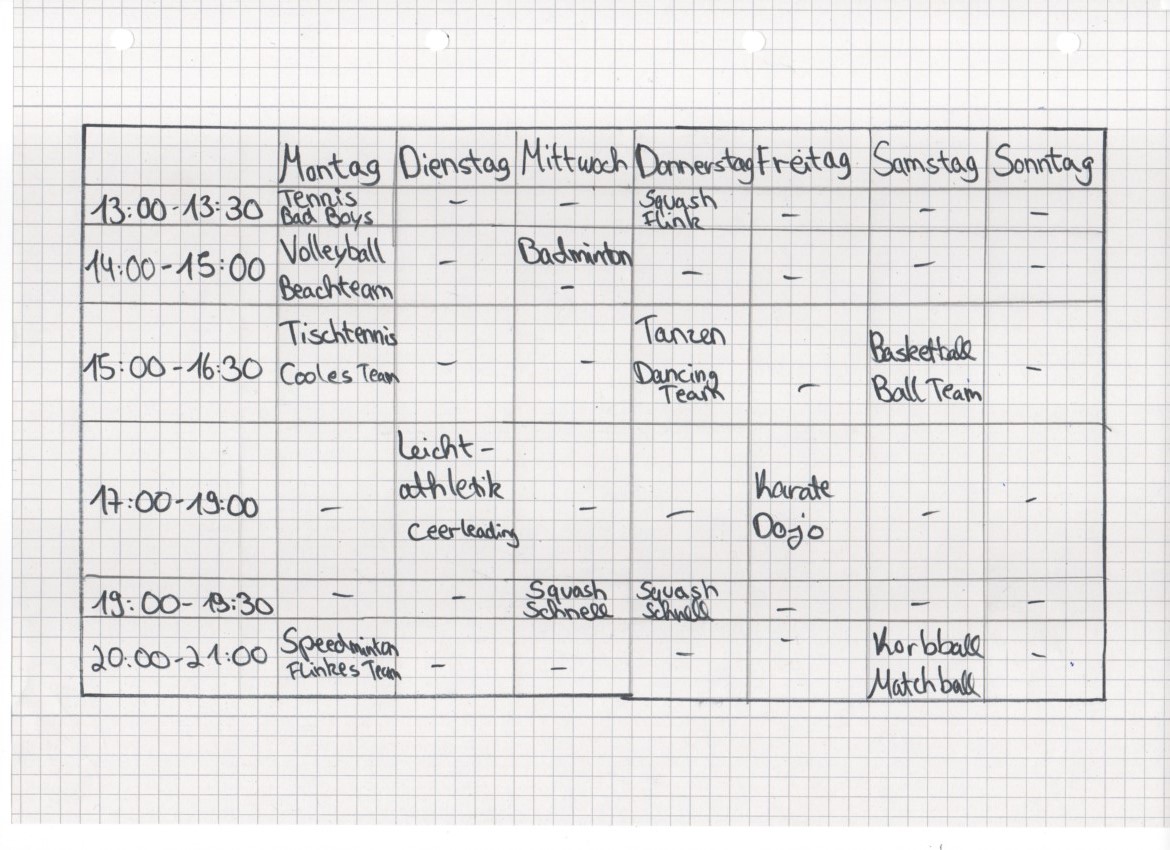 Montag Dienstag Mittwoch Donnerstag Freitag Samstag Sonntag
13:00-13:30 Tennis - - Squash - - -
Bad Boys Flink
14:00-15:00 Volleyball - Badminton - - - -
Beachteam -
15:00-16:30 Tischtennis - - Tanzen - Basketball -
Cooles Team Dancing Ball Team
Team
17:00-19:00 - Leicht- - - Karate - -
athletik Dojo
Ceerleading
19:00-19:30 - - Squash Squash - - -
Schnell Schnell
20:00-21:00 Speedminton - - - - Korbball -
Flinkes Team Matchball